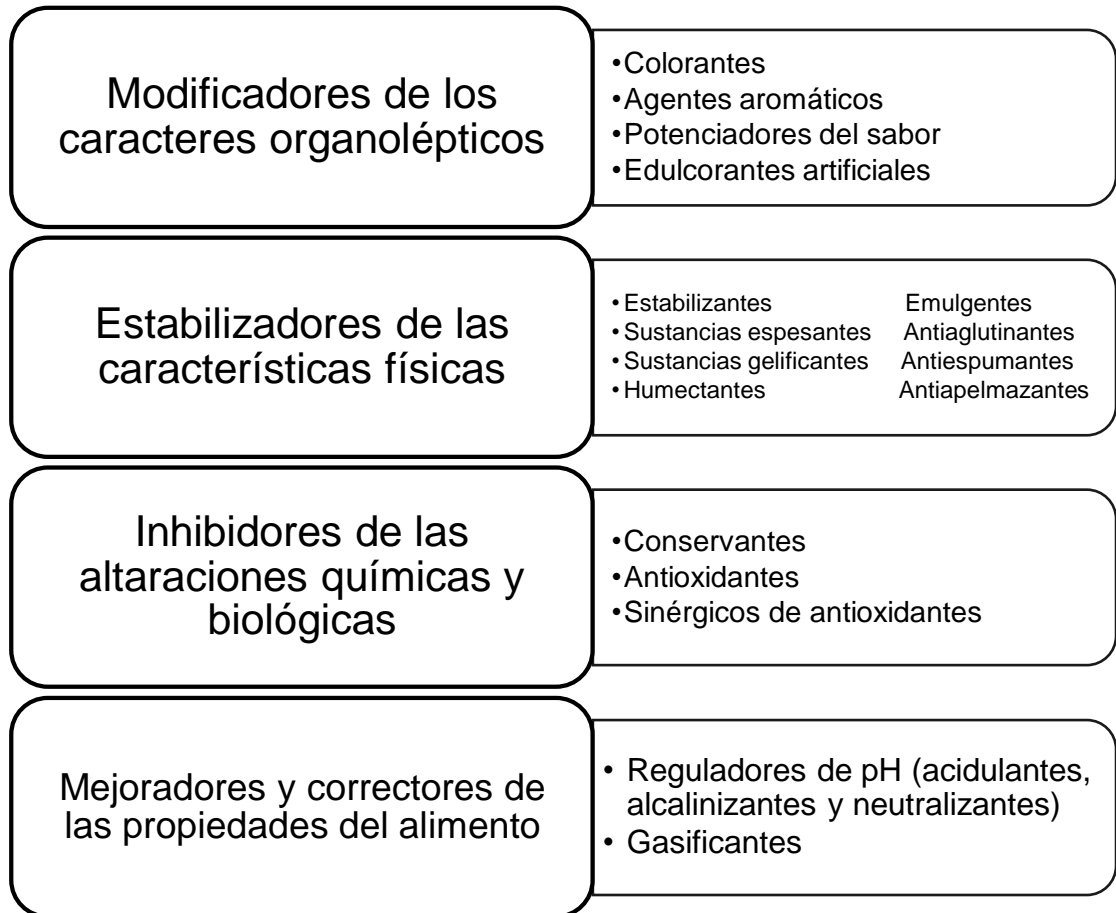 Modificadores de los
caracteres organolépticos
•Colorantes
•Agentes aromáticos
•Potenciadores del sabor
•Edulcorantes artificiales
Estabilizadores de las
características físicas
•Estabilizantes Emulgentes
•Sustancias espesantes Antiaglutinantes
•Sustancias gelificantes Antiespumantes
•Humectantes Antiapelmazantes
Inhibidores de las
altaraciones químicas y
biológicas
•Conservantes
•Antioxidantes
•Sinérgicos de antioxidantes
Mejoradores y correctores de
las propiedades del alimento
• Reguladores de pH (acidulantes,
alcalinizantes y neutralizantes)
• Gasificantes